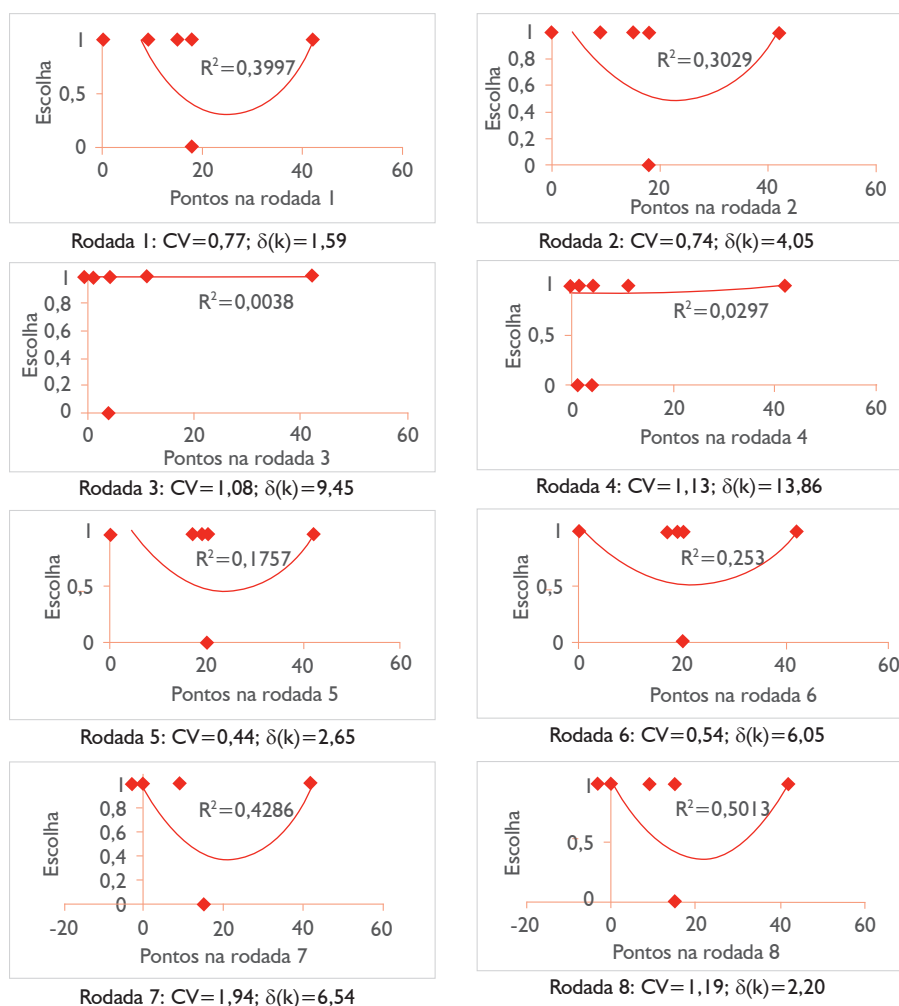 Escolha
1
0,5
0
R²=0,3997
0 20 40 60
Pontos na rodada 1
Rodada 1: CV=0,77; δ(k)=1,59
Escolha
1
0,8
0,6
0,4
0,2
0
R²=0,3029
0 20 40 60
Pontos na rodada 2
Rodada 2: CV=0,74; δ(k)=4,05
Escolha
1
0,8
0,6
0,4
0,2
0
R²=0,0038
0 20 40 60
Pontos na rodada 3
Rodada 3: CV=1,08; δ(k)=9,45
Escolha
1
0,5
0
R²=0,0297
0 20 40 60
Pontos na rodada 4
Rodada 4: CV=1,13; δ(k)=13,86
Escolha
1
0,5
0
R²=0,1757
0 20 40 60
Pontos na rodada 5
Rodada 5: CV=0,44; δ(k)=2,65
Escolha
1
0,5
0
R²=0,253
0 20 40 60
Pontos na rodada 6
Rodada 6: CV=0,54; δ(k)=6,05
Escolha
1
0,8
0,6
0,4
0,2
0
R²=0,4286
-20 0 20 40 60
Pontos na rodada 7
Rodada 7: CV=1,94; δ(k)=6,54
Escolha
1
0,5
0
R²=0,5013
-20 0 20 40 60
Pontos na rodada 8
Rodada 8: CV=1,19; δ(k)=2,20